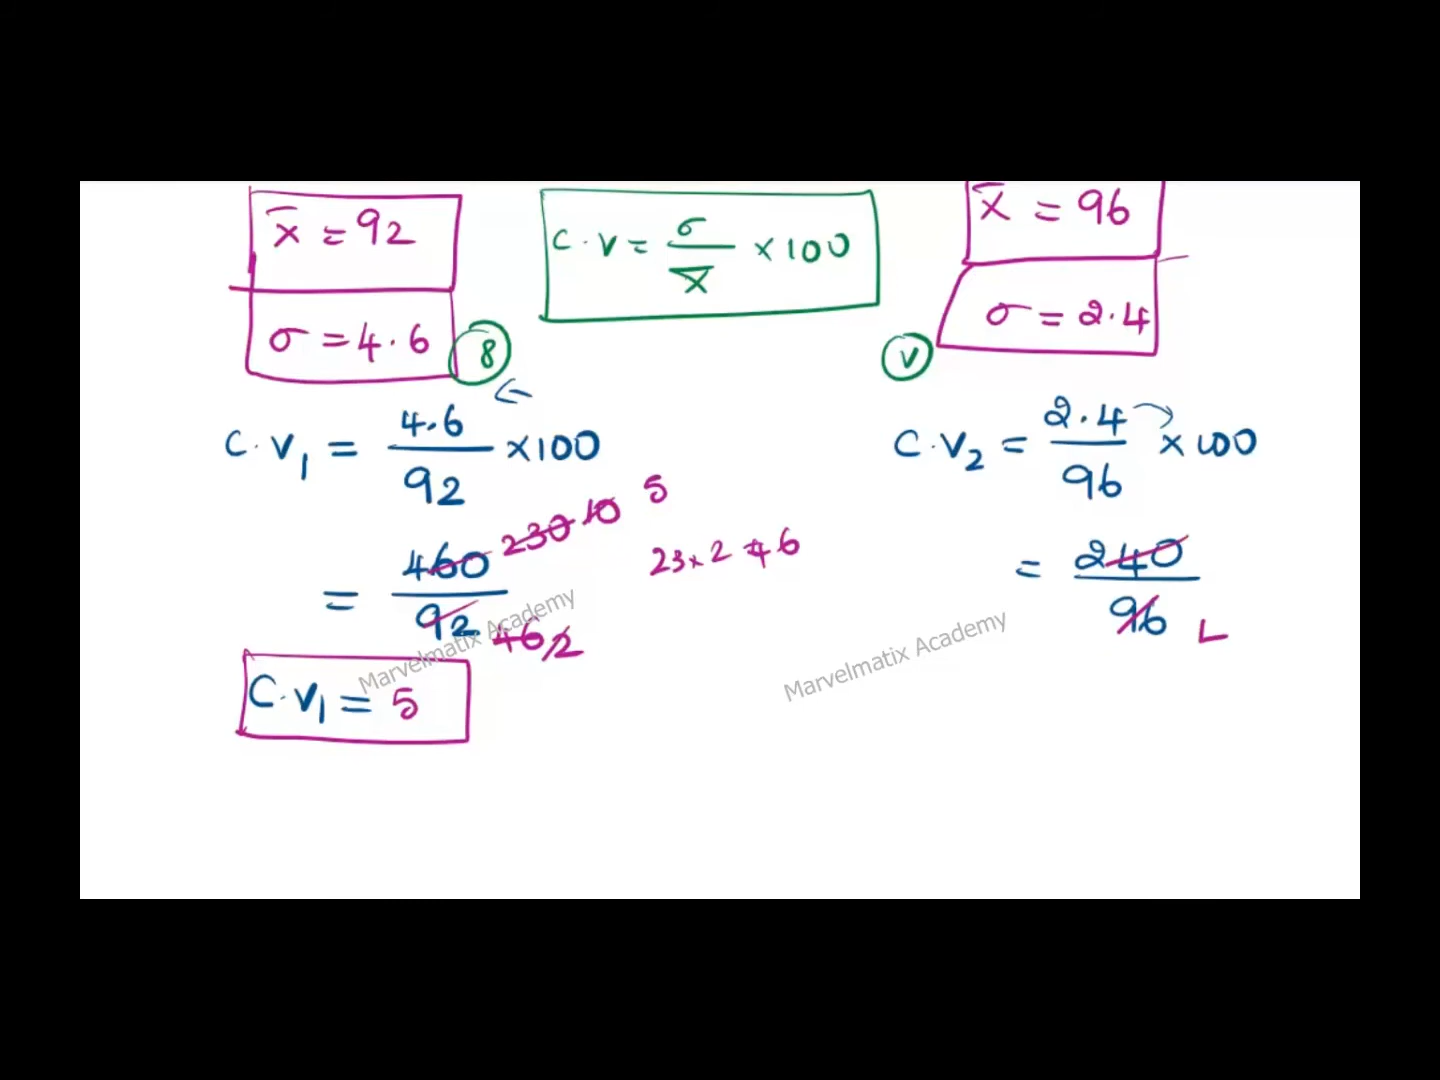 x̄ = 92
σ = 4.6
8
C.V = σ/x̄ × 100
x̄ = 96
σ = 2.4
V
C.V₁ = 4.6/92 × 100
= 460/92 230 10 5
46 2
23 × 2 = 46
C.V₁ = 5
C.V₂ = 2.4/96 × 100
= 240/96
Marvelmatix Academy
Marvelmatix Academy